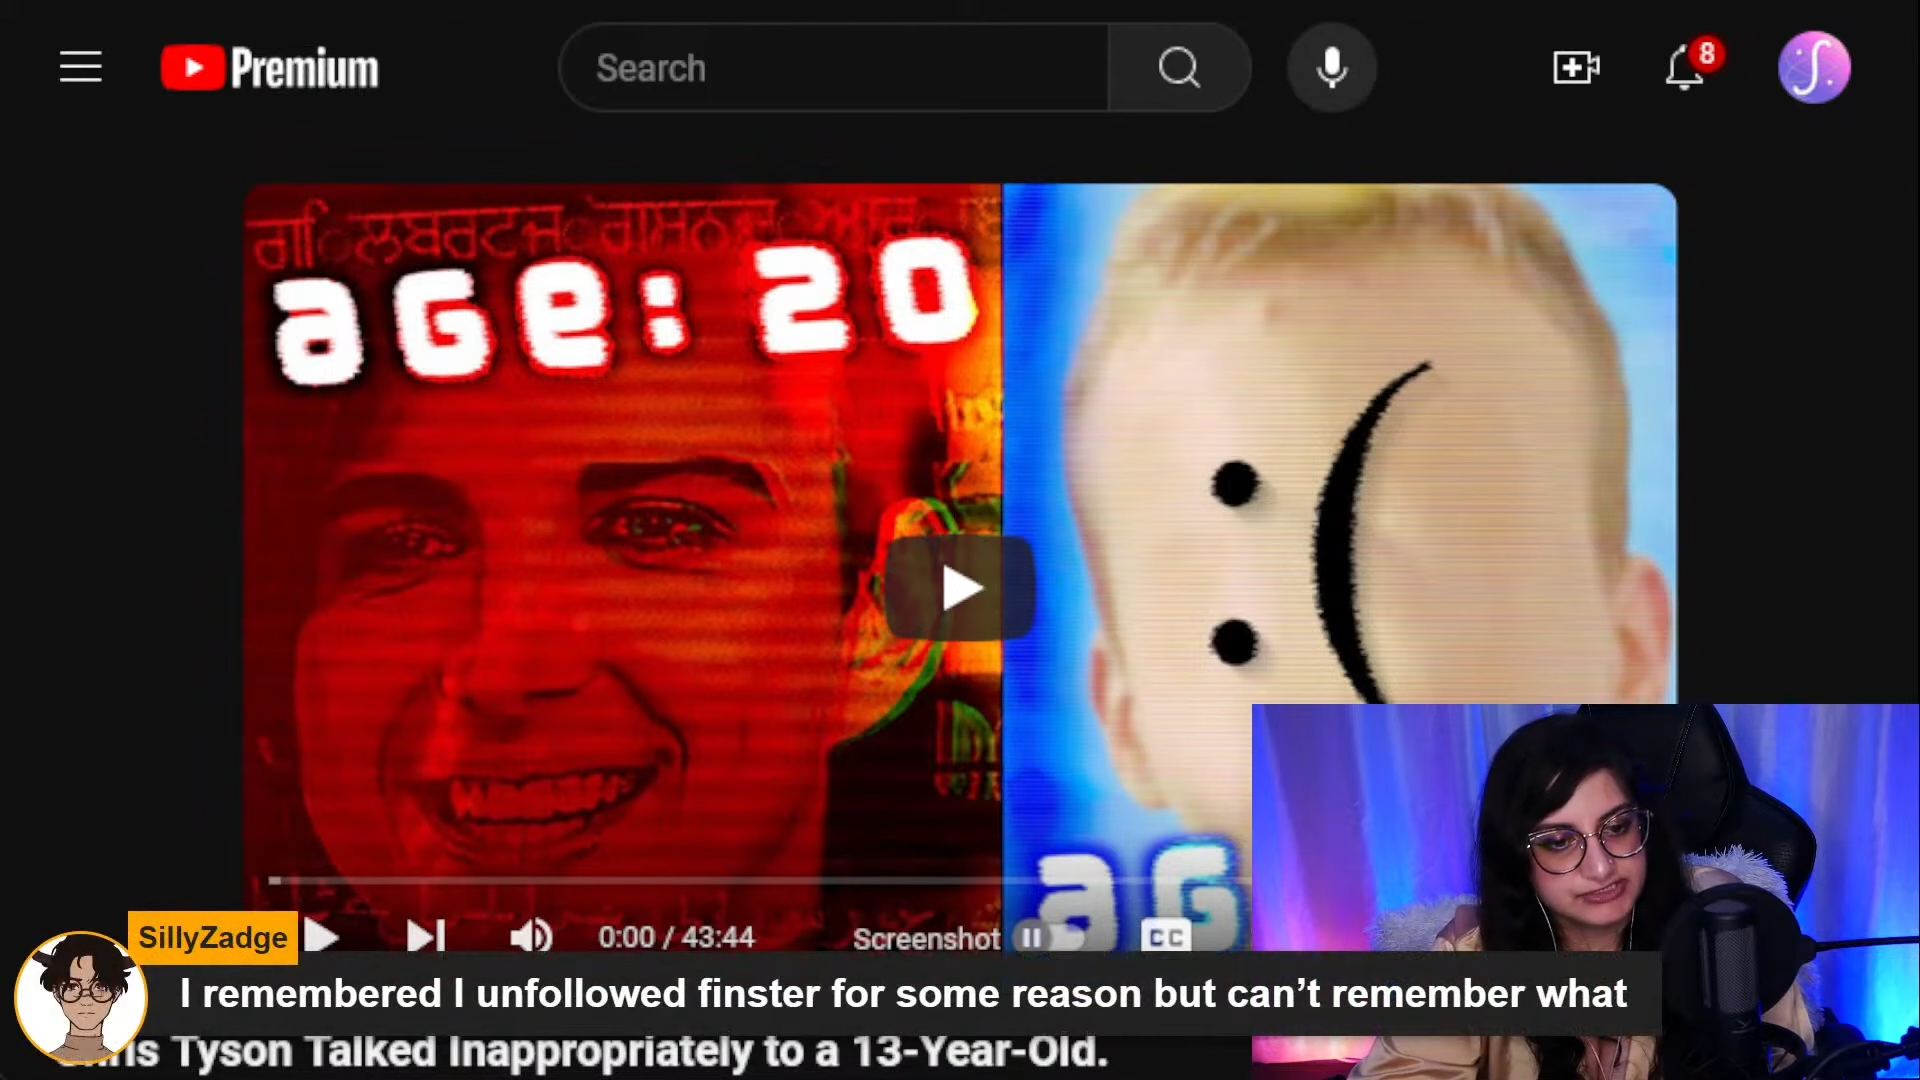 Premium
Search
8
age: 20
aG
0:00 / 43:44
Screenshot
CC
SillyZadge
I remembered I unfollowed finster for some reason but can’t remember what
Tyson Talked Inappropriately to a 13-Year-Old.